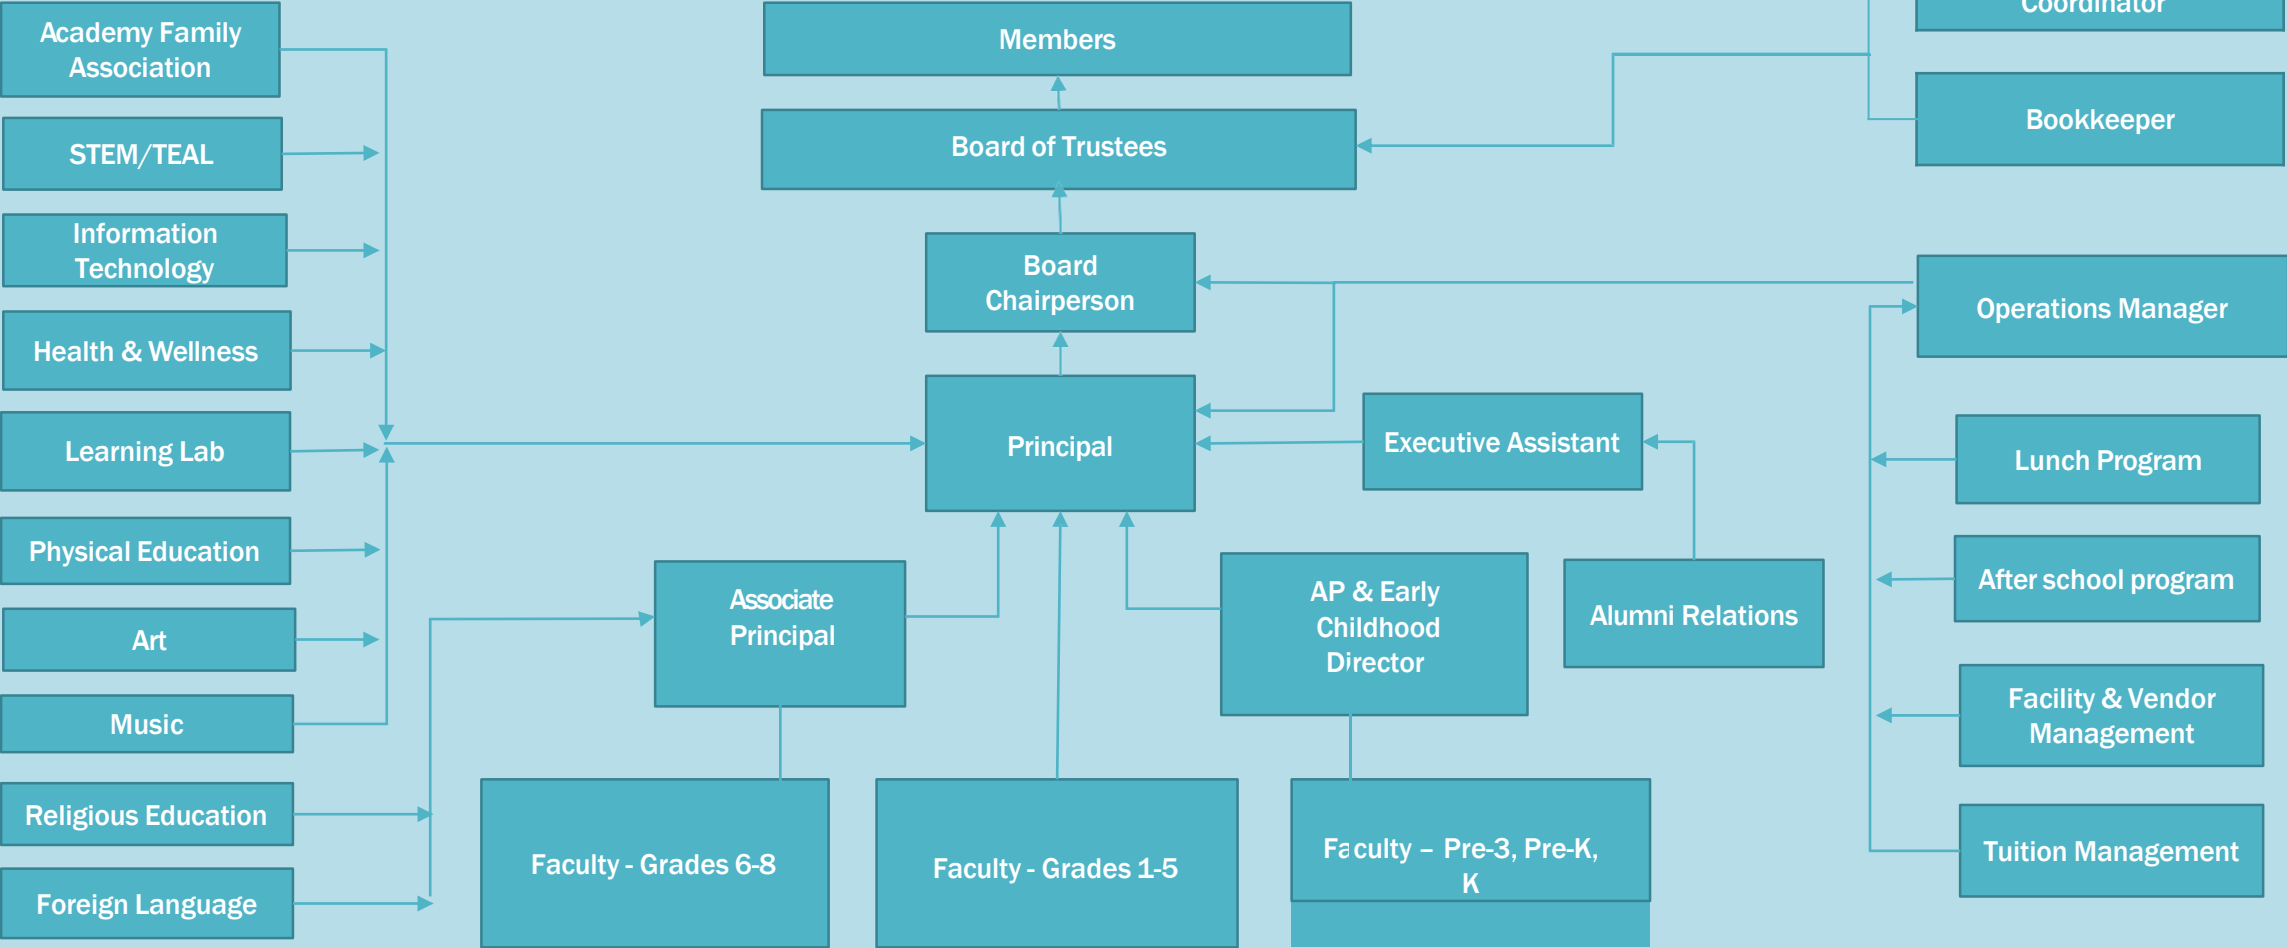 Academy Family
Association
STEM/TEAL
Information
Technology
Health & Wellness
Learning Lab
Physical Education
Art
Music
Religious Education
Foreign Language
Members
Board of Trustees
Board
Chairperson
Principal
Executive Assistant
Associate
Principal
AP & Early
Childhood
Director
Alumni Relations
Faculty - Grades 6-8
Faculty - Grades 1-5
Faculty – Pre-3, Pre-K,
K
Coordinator
Bookkeeper
Operations Manager
Lunch Program
After school program
Facility & Vendor
Management
Tuition Management